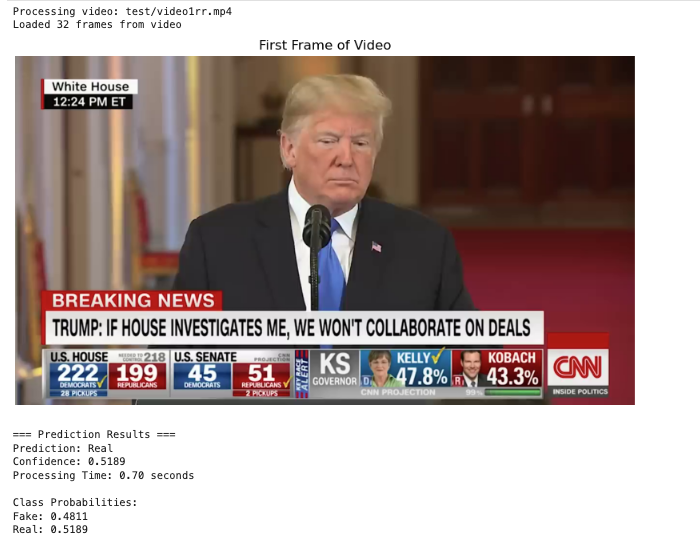 Processing video: test/video1rr.mp4
Loaded 32 frames from video
First Frame of Video
White House
12:24 PM ET
BREAKING NEWS
TRUMP: IF HOUSE INVESTIGATES ME, WE WON'T COLLABORATE ON DEALS
U.S. HOUSE NEEDED TO CONTROL 218
222 DEMOCRATS✓ 199 REPUBLICANS
28 PICKUPS
U.S. SENATE CNN PROJECTION
45 DEMOCRATS 51 REPUBLICANS✓
2 PICKUPS
KEY RACE ALERT
KS GOVERNOR
D KELLY✓ 47.8%
R KOBACH 43.3%
CNN PROJECTION 99%
CNN
INSIDE POLITICS
=== Prediction Results ===
Prediction: Real
Confidence: 0.5189
Processing Time: 0.70 seconds
Class Probabilities:
Fake: 0.4811
Real: 0.5189